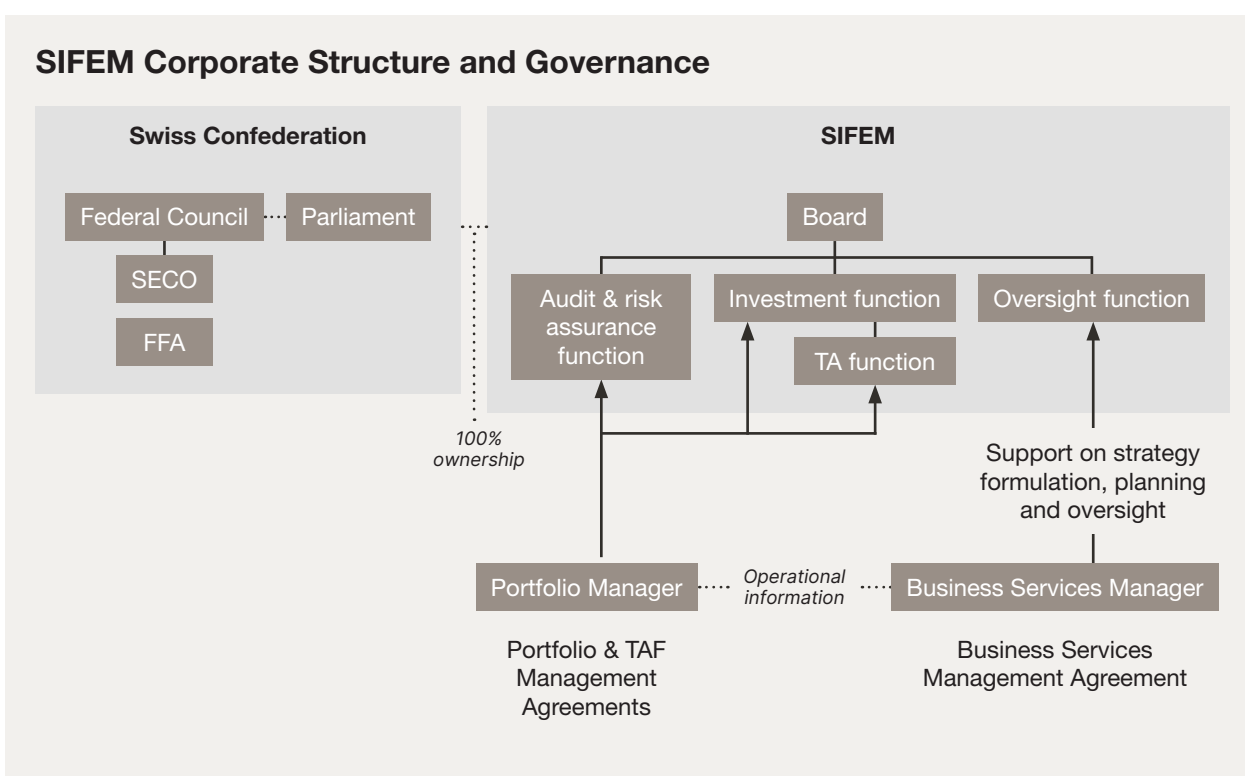 SIFEM Corporate Structure and Governance
Swiss Confederation
SIFEM
Federal Council
Parliament
Board
SECO
FFA
Audit & risk
assurance
function
Investment function
Oversight function
TA function
100%
ownership
Support on strategy
formulation, planning
and oversight
Portfolio Manager
Operational
information
Business Services Manager
Portfolio & TAF
Management
Agreements
Business Services
Management Agreement